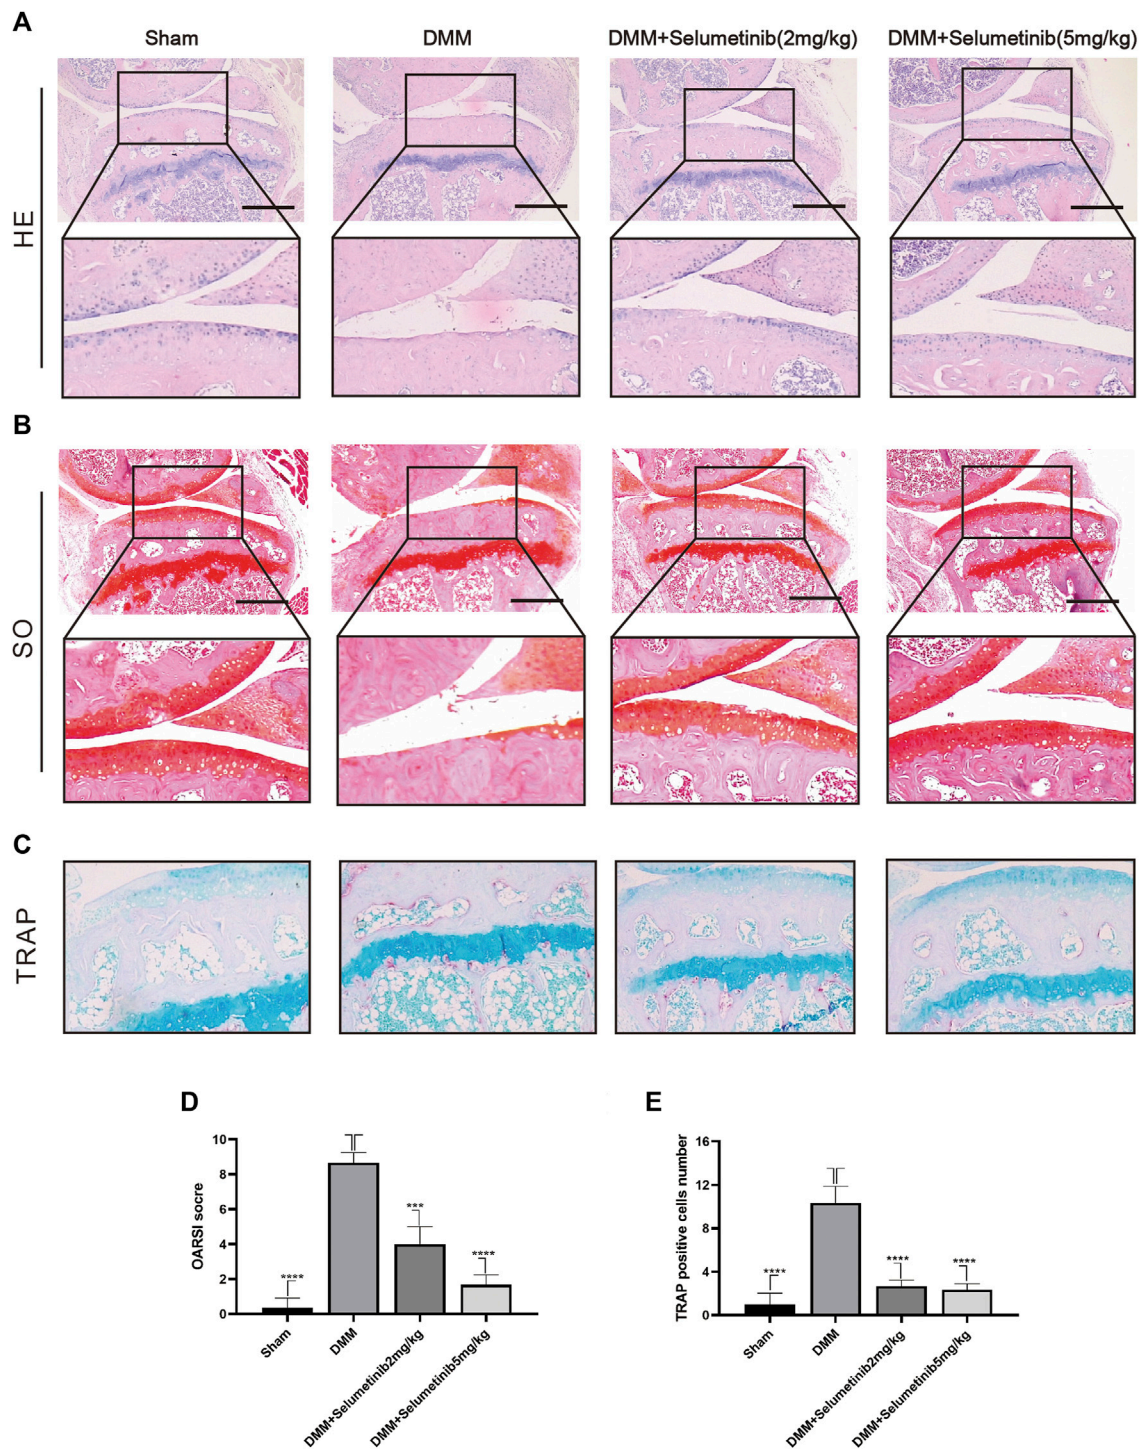 A
Sham
DMM
DMM+Selumetinib(2mg/kg)
DMM+Selumetinib(5mg/kg)
HE
B
SO
C
TRAP
D
OARSI socre
10
8
6
4
2
0
****
***
****
Sham
DMM
DMM+Selumetinib2mg/kg
DMM+Selumetinib5mg/kg
E
TRAP positive cells number
16
12
8
4
0
****
****
****
Sham
DMM
DMM+Selumetinib2mg/kg
DMM+Selumetinib5mg/kg